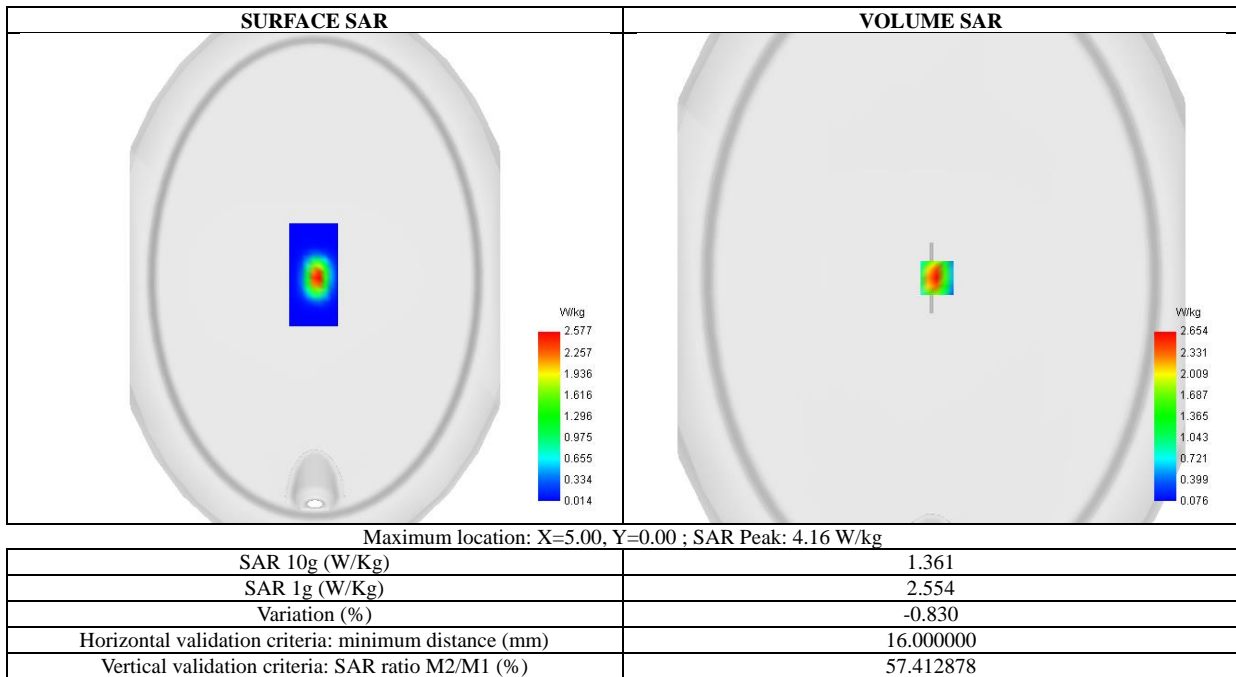 SURFACE SAR
VOLUME SAR
W/kg
2.577
2.257
1.936
1.616
1.296
0.975
0.655
0.334
0.014
W/kg
2.654
2.331
2.009
1.687
1.365
1.043
0.721
0.399
0.076
Maximum location: X=5.00, Y=0.00 ; SAR Peak: 4.16 W/kg
SAR 10g (W/Kg) 1.361
SAR 1g (W/Kg) 2.554
Variation (%) -0.830
Horizontal validation criteria: minimum distance (mm) 16.000000
Vertical validation criteria: SAR ratio M2/M1 (%) 57.412878